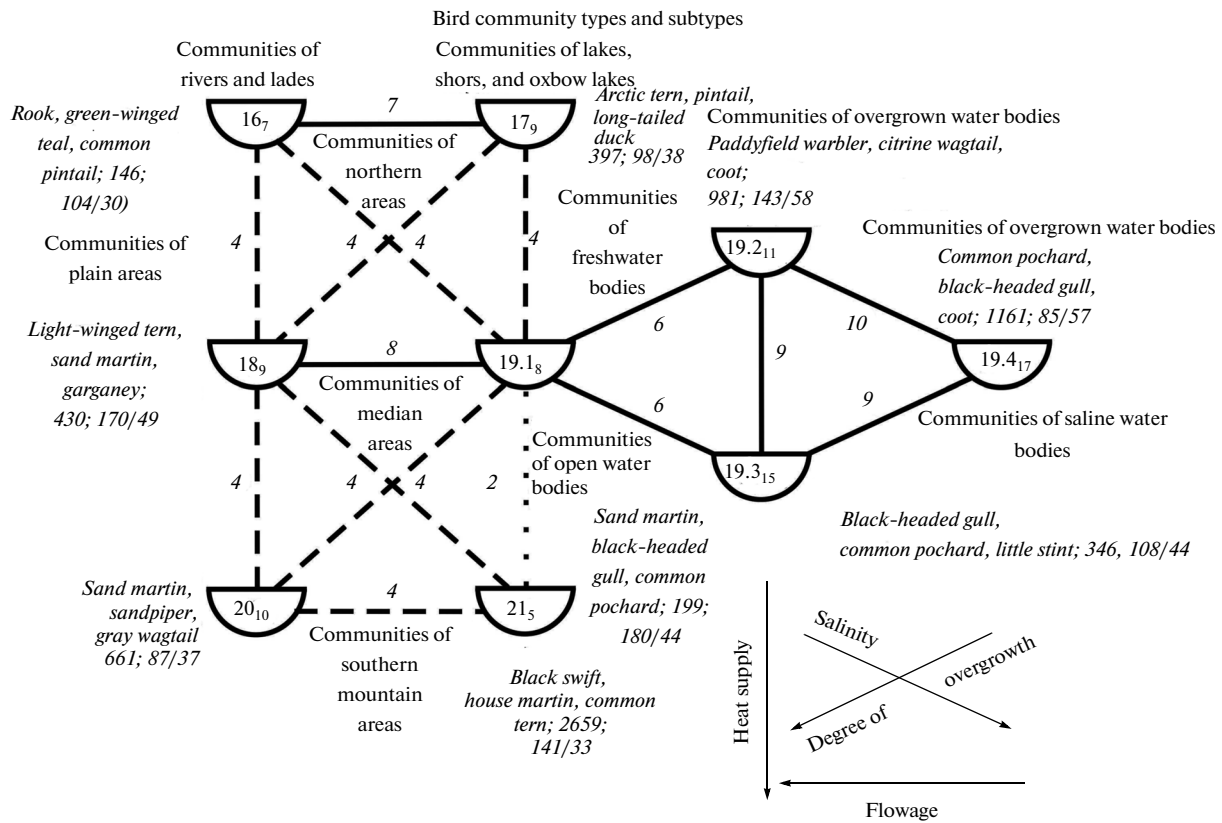 Bird community types and subtypes
Communities of
rivers and lades
Communities of lakes,
shors, and oxbow lakes
Rook, green-winged
teal, common
pintail; 146;
104/30)
16₇
7
17₉
Arctic tern, pintail,
long-tailed
duck
397; 98/38
Communities of overgrown water bodies
Paddyfield warbler, citrine wagtail,
coot;
981; 143/58
Communities of
northern
areas
Communities of
plain areas
4
4
4
4
Communities
of
freshwater
bodies
19.2₁₁
Communities of overgrown water bodies
Common pochard,
black-headed gull,
coot; 1161; 85/57
Light-winged tern,
sand martin,
garganey;
430; 170/49
18₉
8
19.1₈
6
9
10
19.4₁₇
Communities of
median
areas
6
9
Communities of saline water
bodies
Communities
of open water
bodies
19.3₁₅
4
4
4
2
Black-headed gull,
common pochard, little stint; 346, 108/44
Sand martin,
black-headed
gull, common
pochard; 199;
180/44
Sand martin,
sandpiper,
gray wagtail
661; 87/37
20₁₀
4
21₅
Communities of
southern
mountain
areas
Black swift,
house martin, common
tern; 2659;
141/33
Heat supply
Salinity
Degree of
overgrowth
Flowage